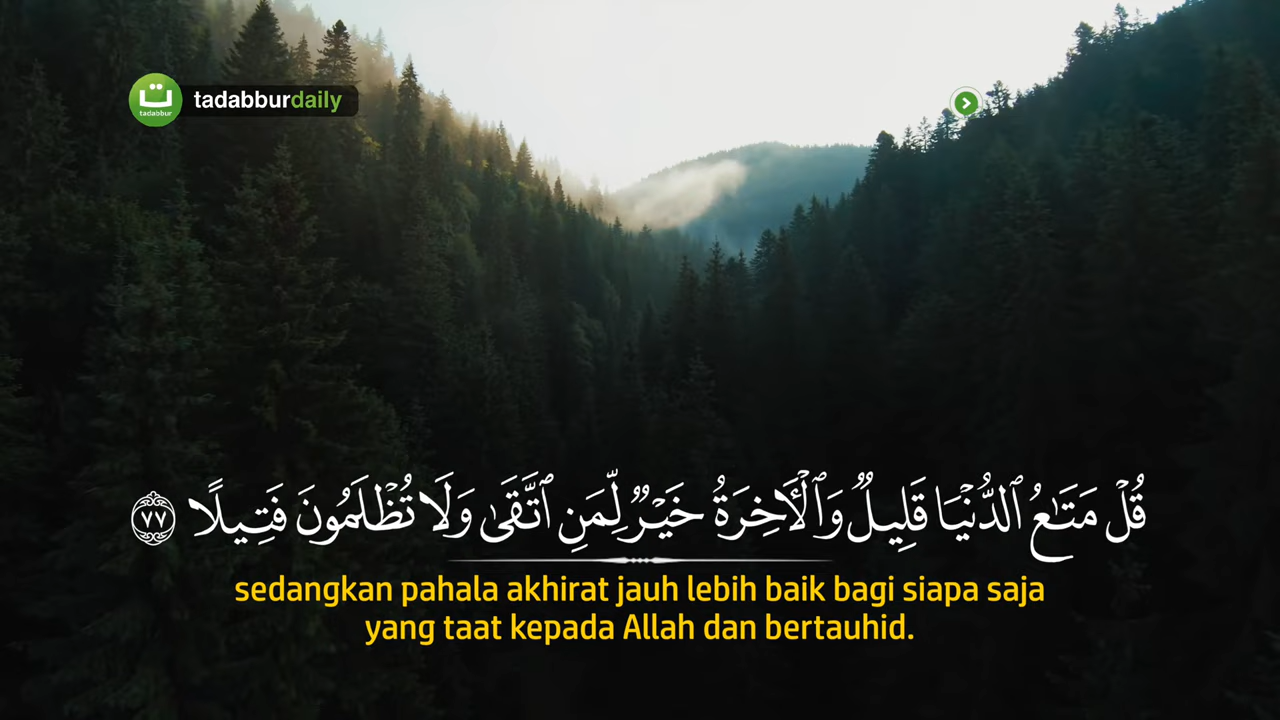 ت
tadabbur
tadabburdaily
قُلْ مَتَٰعُ ٱلدُّنْيَا قَلِيلٌ وَٱلْأَخِرَةُ خَيْرٌ لِّمَنِ ٱتَّقَىٰ وَلَا تُظْلَمُونَ فَتِيلًا ٧٧
sedangkan pahala akhirat jauh lebih baik bagi siapa saja
yang taat kepada Allah dan bertauhid.